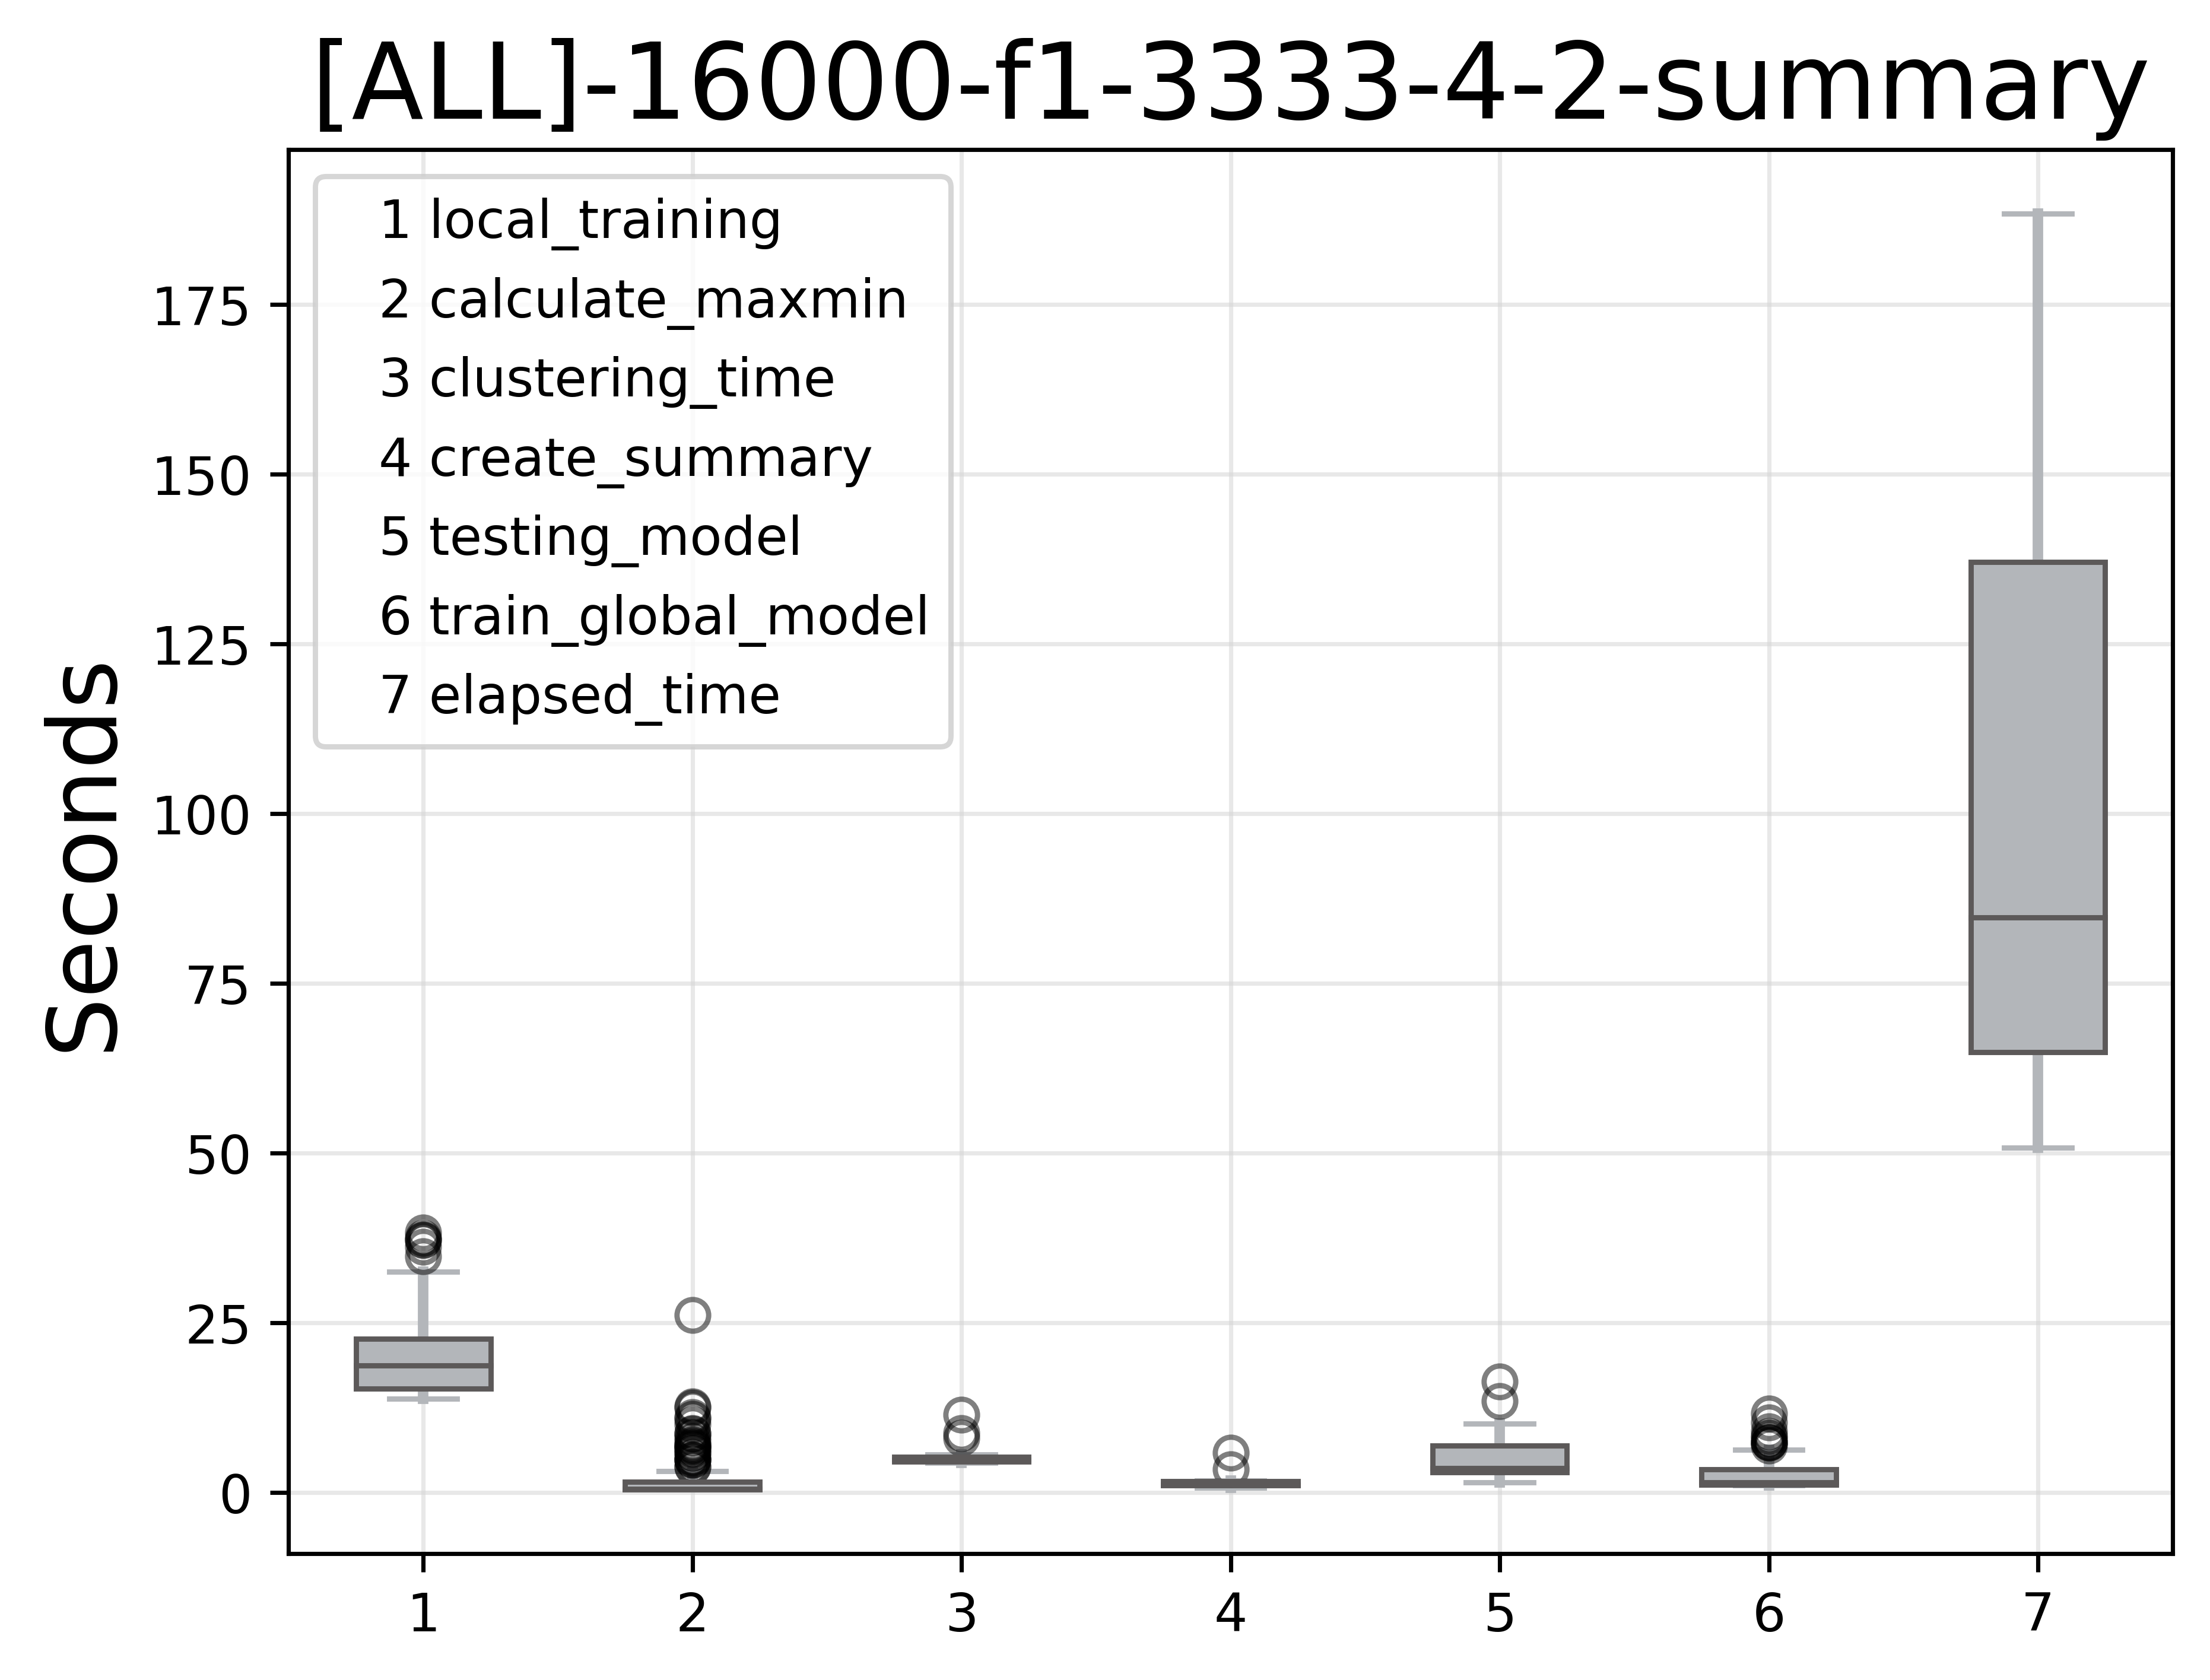 [ALL]-16000-f1-3333-4-2-summary
1 local_training
2 calculate_maxmin
3 clustering_time
4 create_summary
5 testing_model
6 train_global_model
7 elapsed_time
Seconds
175
150
125
100
75
50
25
0
1 2 3 4 5 6 7